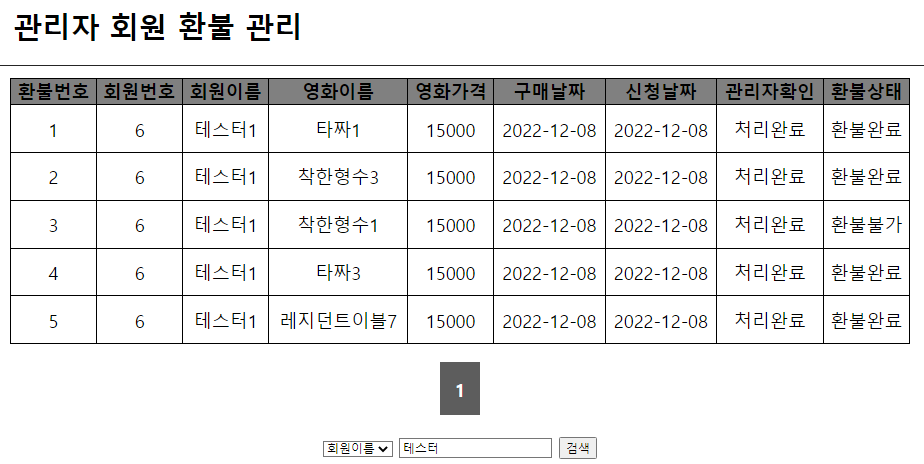 관리자 회원 환불 관리
환불번호 회원번호 회원이름 영화이름 영화가격 구매날짜 신청날짜 관리자확인 환불상태
1 6 테스터1 타짜1 15000 2022-12-08 2022-12-08 처리완료 환불완료
2 6 테스터1 착한형수3 15000 2022-12-08 2022-12-08 처리완료 환불완료
3 6 테스터1 착한형수1 15000 2022-12-08 2022-12-08 처리완료 환불불가
4 6 테스터1 타짜3 15000 2022-12-08 2022-12-08 처리완료 환불완료
5 6 테스터1 레지던트이블7 15000 2022-12-08 2022-12-08 처리완료 환불완료
1
회원이름 테스터 검색